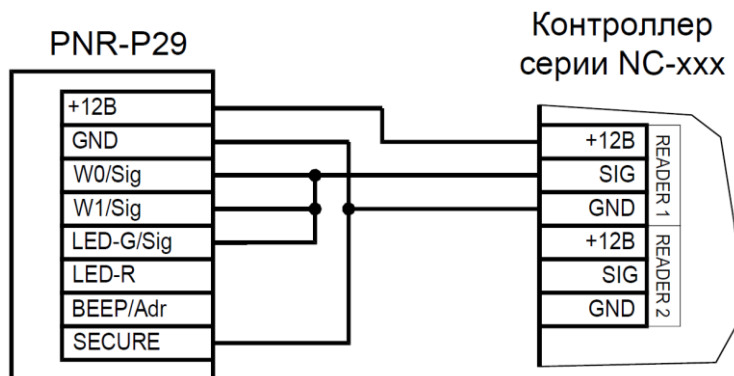 PNR-P29
+12В
GND
W0/Sig
W1/Sig
LED-G/Sig
LED-R
BEEP/Adr
SECURE
Контроллер
серии NC-xxx
+12В
SIG
GND
READER 1
+12В
SIG
GND
READER 2